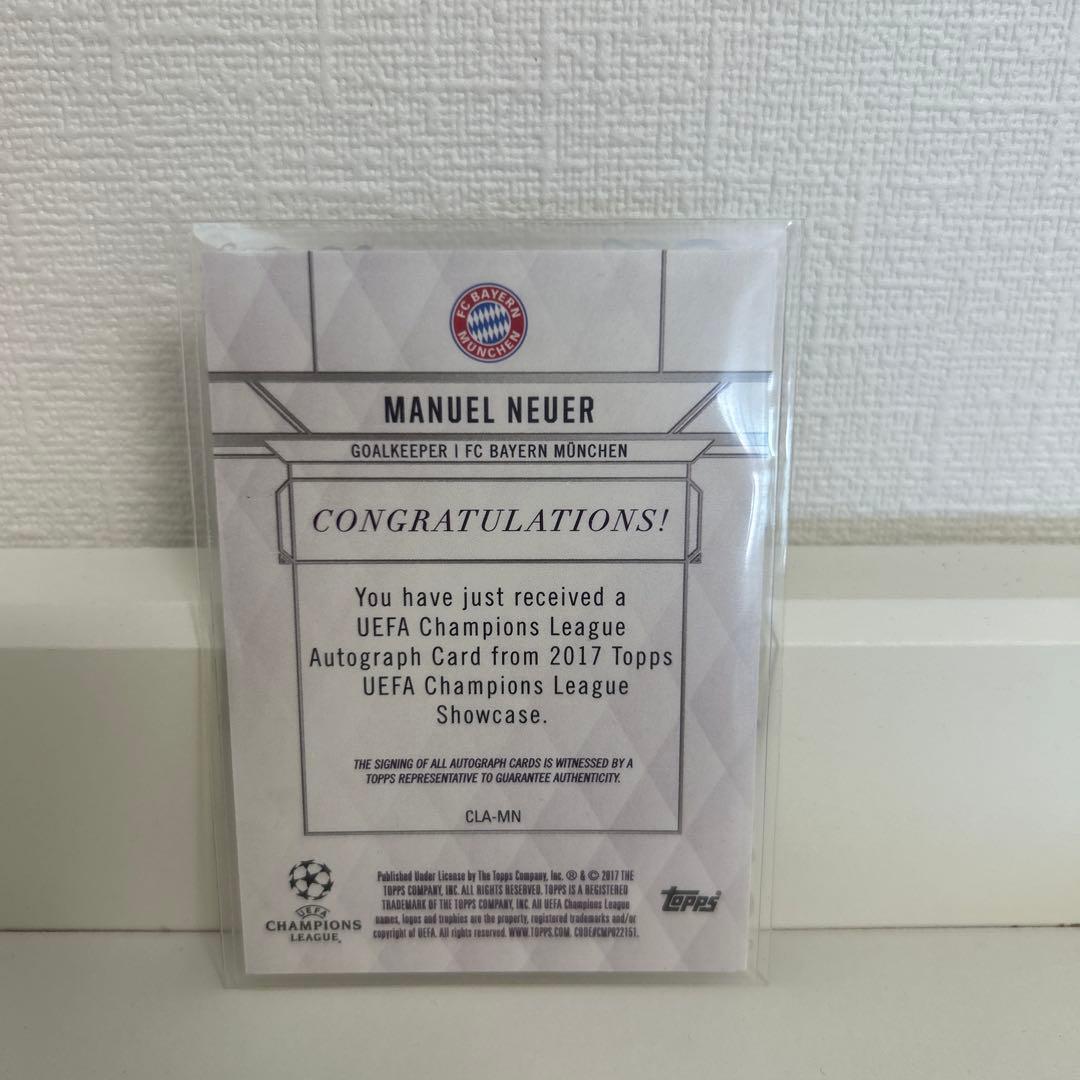 FC BAYERN
MÜNCHEN
MANUEL NEUER
GOALKEEPER | FC BAYERN MÜNCHEN
CONGRATULATIONS!
You have just received a
UEFA Champions League
Autograph Card from 2017 Topps
UEFA Champions League
Showcase.
THE SIGNING OF ALL AUTOGRAPH CARDS IS WITNESSED BY A
TOPPS REPRESENTATIVE TO GUARANTEE AUTHENTICITY.
CLA-MN
Published Under License by The Topps Company, Inc. ® & © 2017 THE
TOPPS COMPANY, INC. ALL RIGHTS RESERVED. TOPPS IS A REGISTERED
TRADEMARK OF THE TOPPS COMPANY, INC. All UEFA Champions League
names, logos and trophies are the property, registered trademarks and/or
copyright of UEFA. All rights reserved. WWW.TOPPS.COM. CODE#CMP022151.
UEFA
CHAMPIONS
LEAGUE
topps